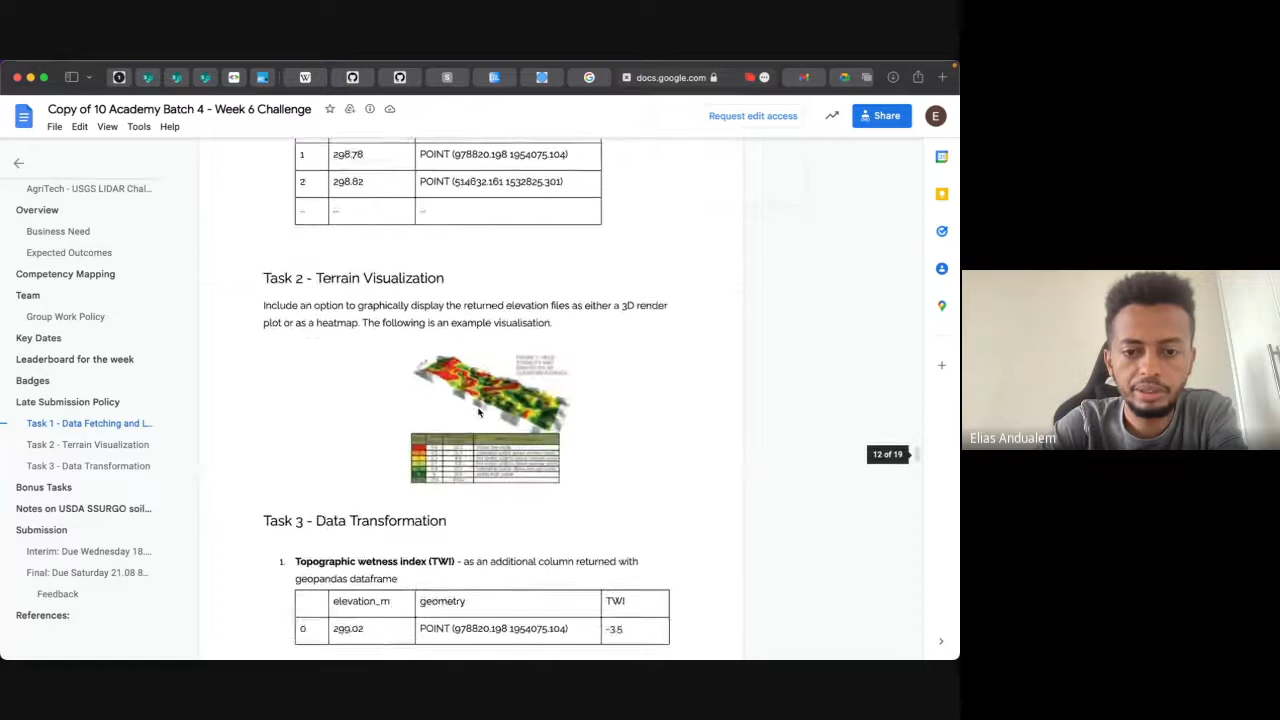 docs.google.com
Copy of 10 Academy Batch 4 - Week 6 Challenge
File Edit View Tools Help
Request edit access
Share
E
AgriTech - USGS LIDAR Chal...
Overview
Business Need
Expected Outcomes
Competency Mapping
Team
Group Work Policy
Key Dates
Leaderboard for the week
Badges
Late Submission Policy
Task 1 - Data Fetching and L...
Task 2 - Terrain Visualization
Task 3 - Data Transformation
Bonus Tasks
Notes on USDA SSURGO soil...
Submission
Interim: Due Wednesday 18....
Final: Due Saturday 21.08 8...
Feedback
References:
1 298.78 POINT (978820.198 1954075.104)
2 298.82 POINT (514632.161 1532825.301)
Task 2 - Terrain Visualization
Include an option to graphically display the returned elevation files as either a 3D render
plot or as a heatmap. The following is an example visualisation.
12 of 19
Task 3 - Data Transformation
1. Topographic wetness index (TWI) - as an additional column returned with
geopandas dataframe
elevation_m geometry TWI
0 299.02 POINT (978820.198 1954075.104) -3.5
Elias Andualem